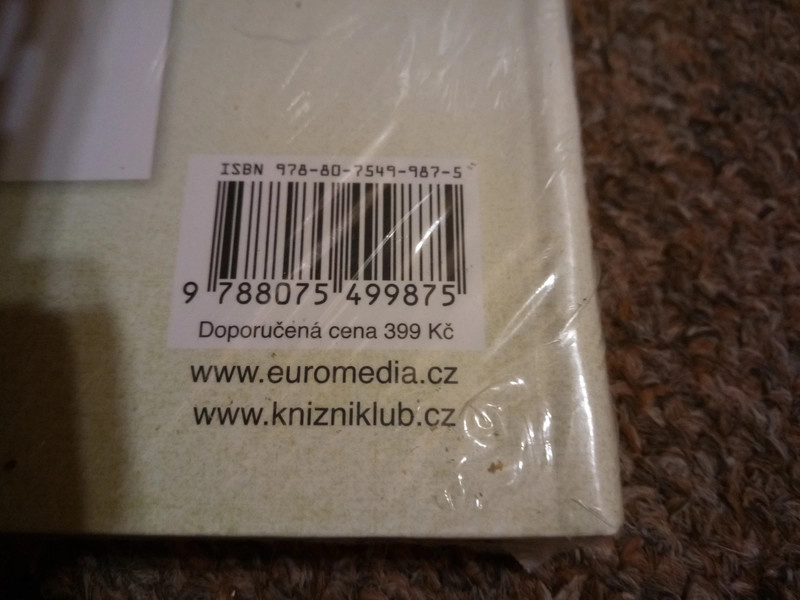 ISBN 978-80-7549-987-5
9 788075 499875
Doporučená cena 399 Kč
www.euromedia.cz
www.knizniklub.cz